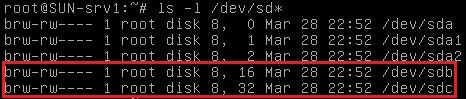 root@SUN-srv1:~# ls -l /dev/sd*
brw-rw---- 1 root disk 8,  0 Mar 28 22:52 /dev/sda
brw-rw---- 1 root disk 8,  1 Mar 28 22:52 /dev/sda1
brw-rw---- 1 root disk 8,  2 Mar 28 22:52 /dev/sda2
brw-rw---- 1 root disk 8, 16 Mar 28 22:52 /dev/sdb
brw-rw---- 1 root disk 8, 32 Mar 28 22:52 /dev/sdc